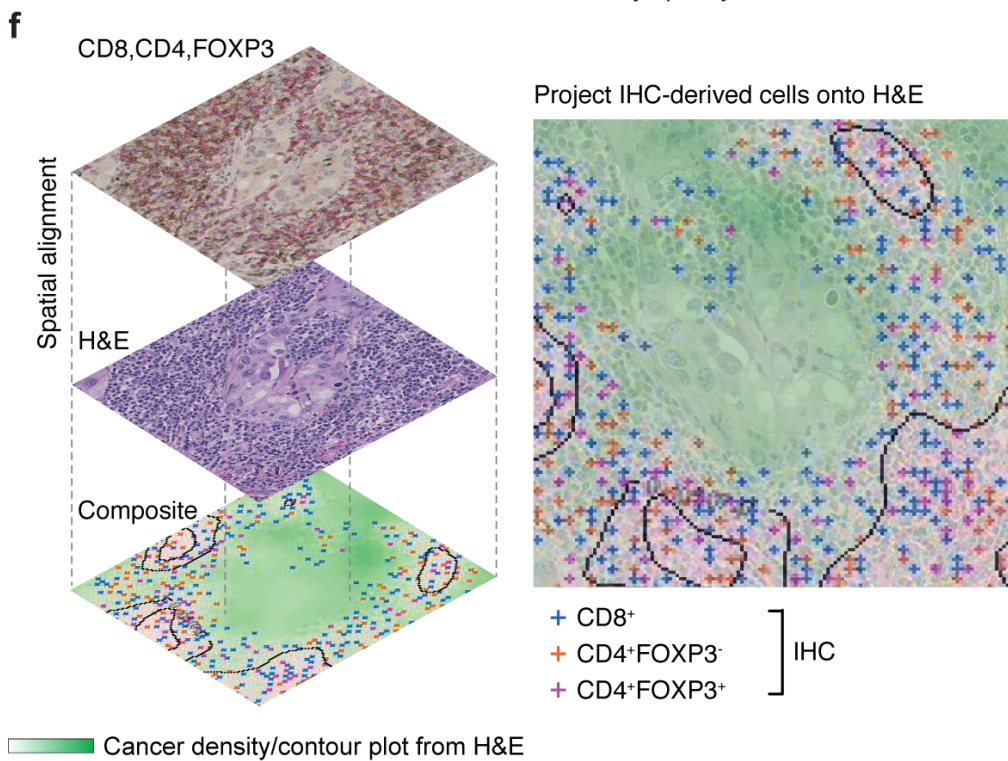 f
CD8,CD4,FOXP3
Project IHC-derived cells onto H&E
Spatial alignment
H&E
Composite
CD8⁺
CD4⁺FOXP3⁻
CD4⁺FOXP3⁺
IHC
Cancer density/contour plot from H&E